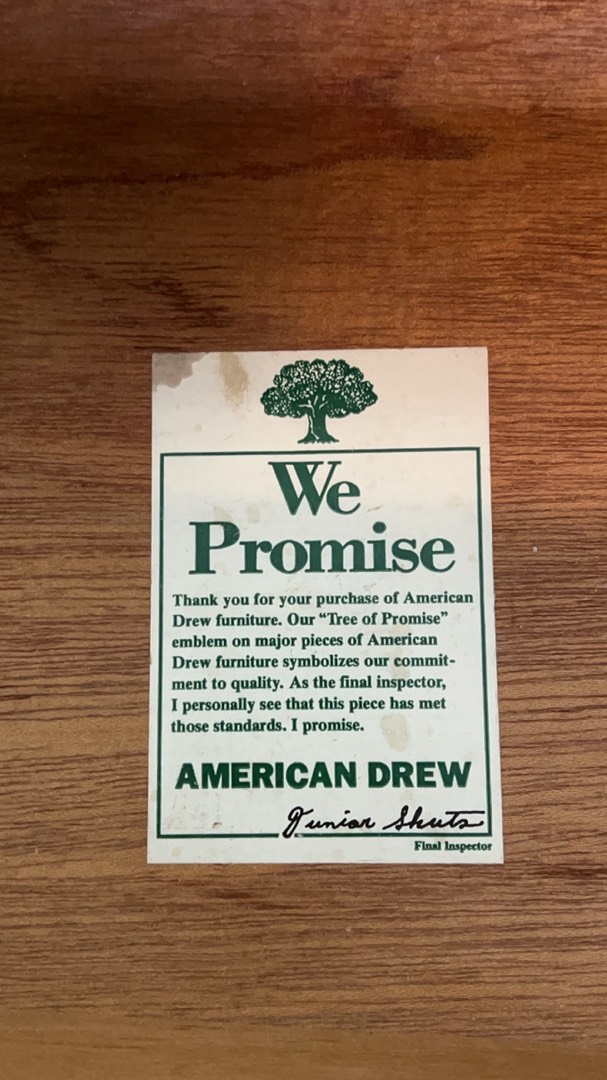 We
Promise
Thank you for your purchase of American
Drew furniture. Our “Tree of Promise”
emblem on major pieces of American
Drew furniture symbolizes our commit-
ment to quality. As the final inspector,
I personally see that this piece has met
those standards. I promise.
AMERICAN DREW
Junior Shuts
Final Inspector